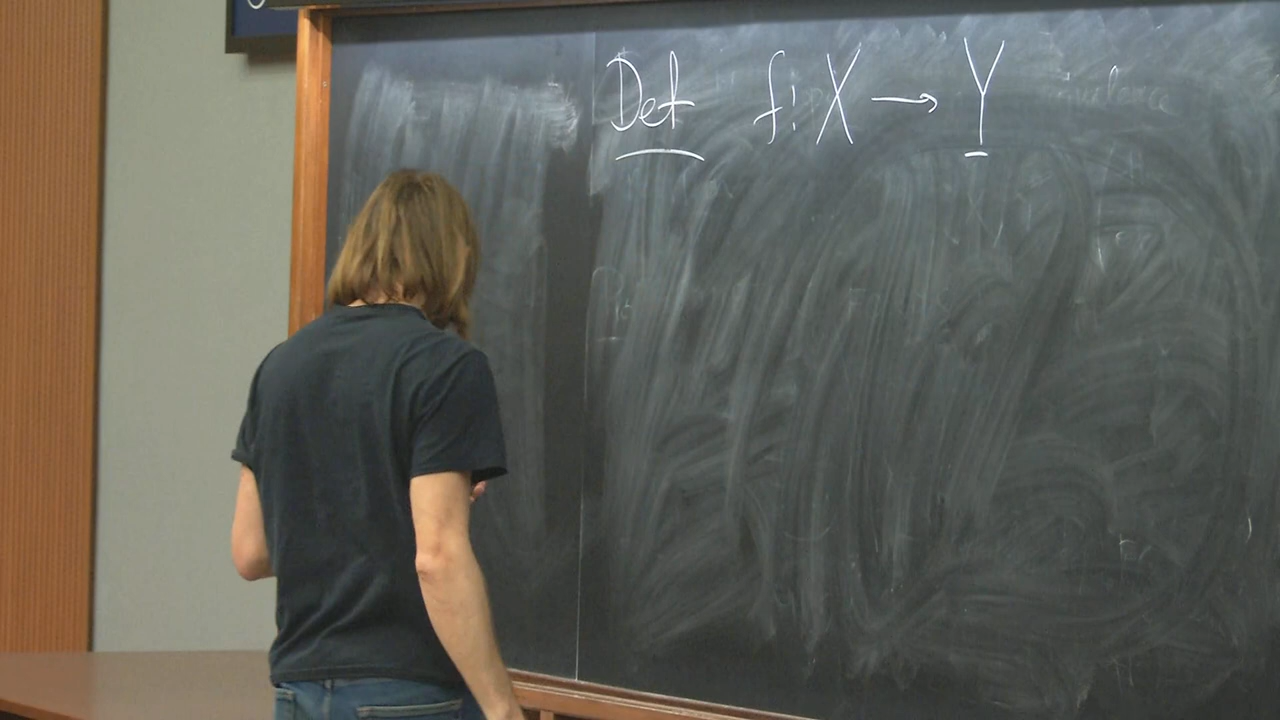 Def f: X → Y